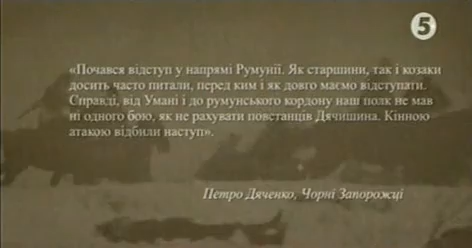 5
«Почався відступ у напрямі Румунії. Як старшини, так і козаки
досить часто питали, перед ким і як довго маємо відступати.
Справді, від Умані і до румунського кордону наш полк не мав
ні одного бою, як не рахувати повстанців Дячишина. Кінною
атакою відбили наступ».
Петро Дяченко, Чорні Запорожці